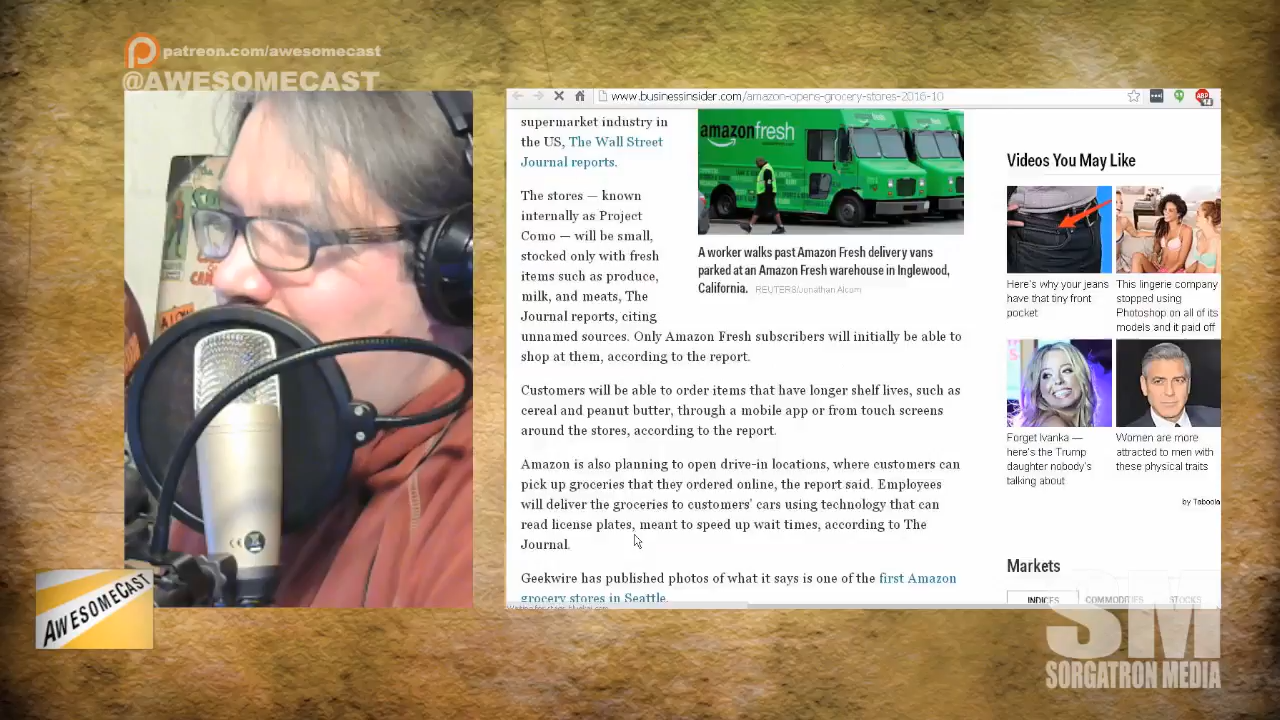 patreon.com/awesomecast
@AWESOMECAST
www.businessinsider.com/amazon-opens-grocery-stores-2016-10
ABP
supermarket industry in
the US, The Wall Street
Journal reports.
The stores — known
internally as Project
Como — will be small,
stocked only with fresh
items such as produce,
milk, and meats, The
Journal reports, citing
unnamed sources. Only Amazon Fresh subscribers will initially be able to
shop at them, according to the report.
Customers will be able to order items that have longer shelf lives, such as
cereal and peanut butter, through a mobile app or from touch screens
around the stores, according to the report.
Amazon is also planning to open drive-in locations, where customers can
pick up groceries that they ordered online, the report said. Employees
will deliver the groceries to customers' cars using technology that can
read license plates, meant to speed up wait times, according to The
Journal.
Geekwire has published photos of what it says is one of the first Amazon
grocery stores in Seattle.
amazonfresh
A worker walks past Amazon Fresh delivery vans
parked at an Amazon Fresh warehouse in Inglewood,
California. REUTERS/Jonathan Alcorn
Videos You May Like
Here's why your jeans
have that tiny front
pocket
This lingerie company
stopped using
Photoshop on all of its
models and it paid off
Forget Ivanka —
here's the Trump
daughter nobody's
talking about
Women are more
attracted to men with
these physical traits
by Taboola
Markets
INDICES COMMODITIES STOCKS
AWESOMECAST
SM
SORGATRON MEDIA